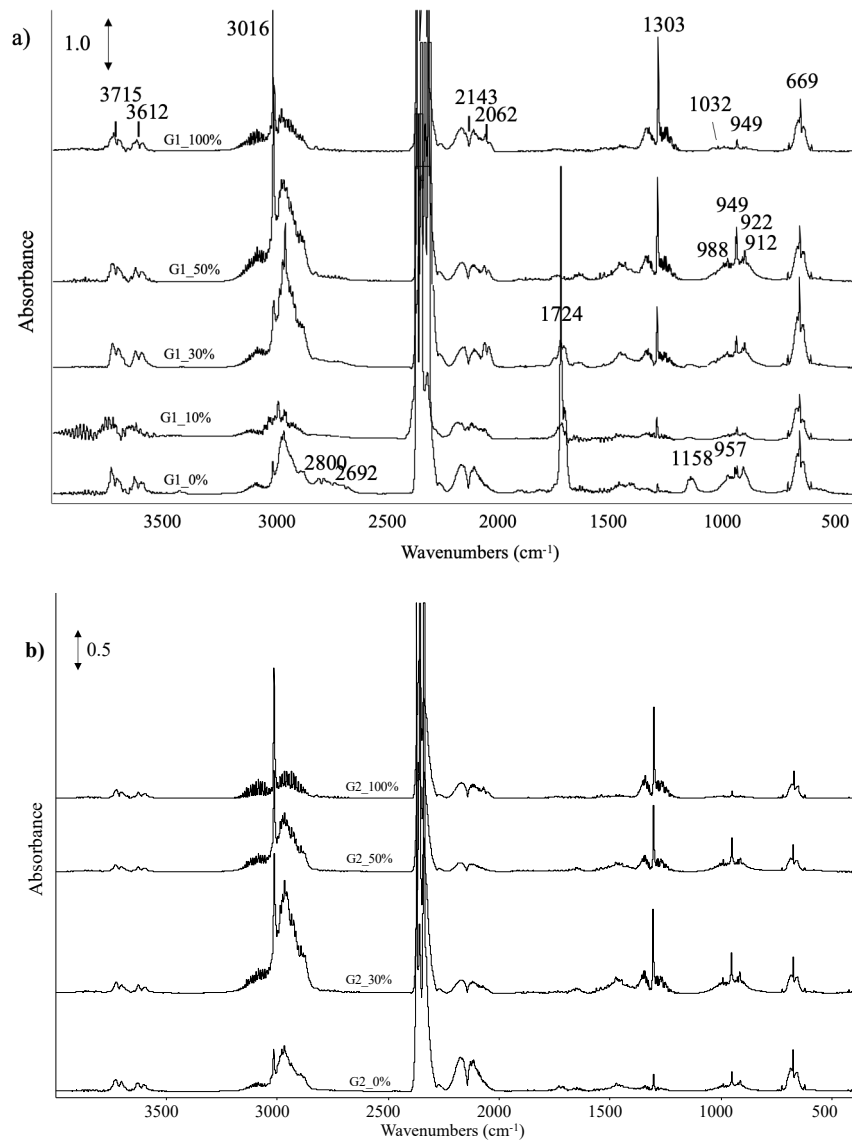 a)
1.0
3016
1303
3715
3612
2143
2062
1032
949
669
G1_100%
949
922
988
912
G1_50%
1724
G1_30%
G1_10%
2800
2692
1158
957
G1_0%
Absorbance
3500 3000 2500 2000 1500 1000 500
Wavenumbers (cm-1)
b)
0.5
G2_100%
G2_50%
G2_30%
G2_0%
Absorbance
3500 3000 2500 2000 1500 1000 500
Wavenumbers (cm-1)